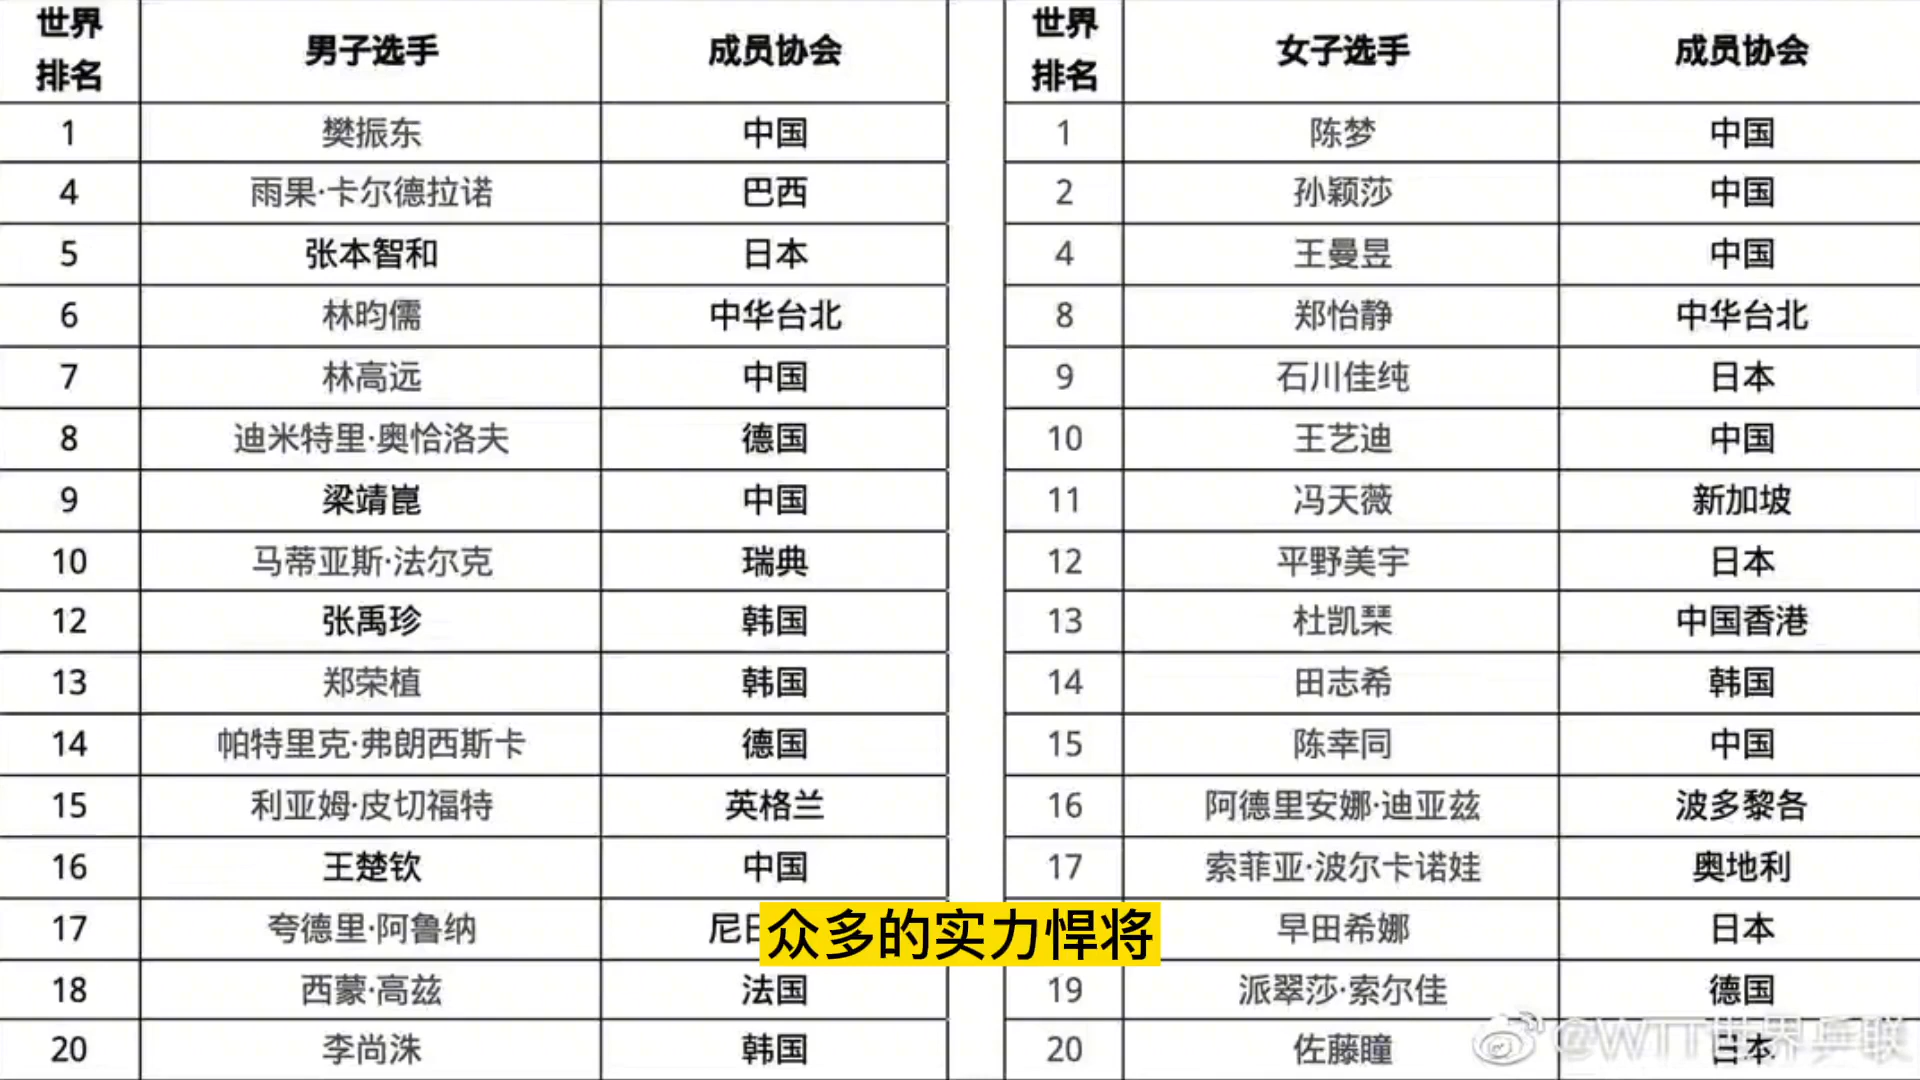 世界排名 男子选手 成员协会
1 樊振东 中国
4 雨果·卡尔德拉诺 巴西
5 张本智和 日本
6 林昀儒 中华台北
7 林高远 中国
8 迪米特里·奥恰洛夫 德国
9 梁靖崑 中国
10 马蒂亚斯·法尔克 瑞典
12 张禹珍 韩国
13 郑荣植 韩国
14 帕特里克·弗朗西斯卡 德国
15 利亚姆·皮切福特 英格兰
16 王楚钦 中国
17 夸德里·阿鲁纳 尼日
18 西蒙·高兹 法国
20 李尚洙 韩国
世界排名 女子选手 成员协会
1 陈梦 中国
2 孙颖莎 中国
4 王曼昱 中国
8 郑怡静 中华台北
9 石川佳纯 日本
10 王艺迪 中国
11 冯天薇 新加坡
12 平野美宇 日本
13 杜凯琹 中国香港
14 田志希 韩国
15 陈幸同 中国
16 阿德里安娜·迪亚兹 波多黎各
17 索菲亚·波尔卡诺娃 奥地利
早田希娜 日本
19 派翠莎·索尔佳 德国
20 佐藤瞳 日本
众多的实力悍将
@WTT世界乒联